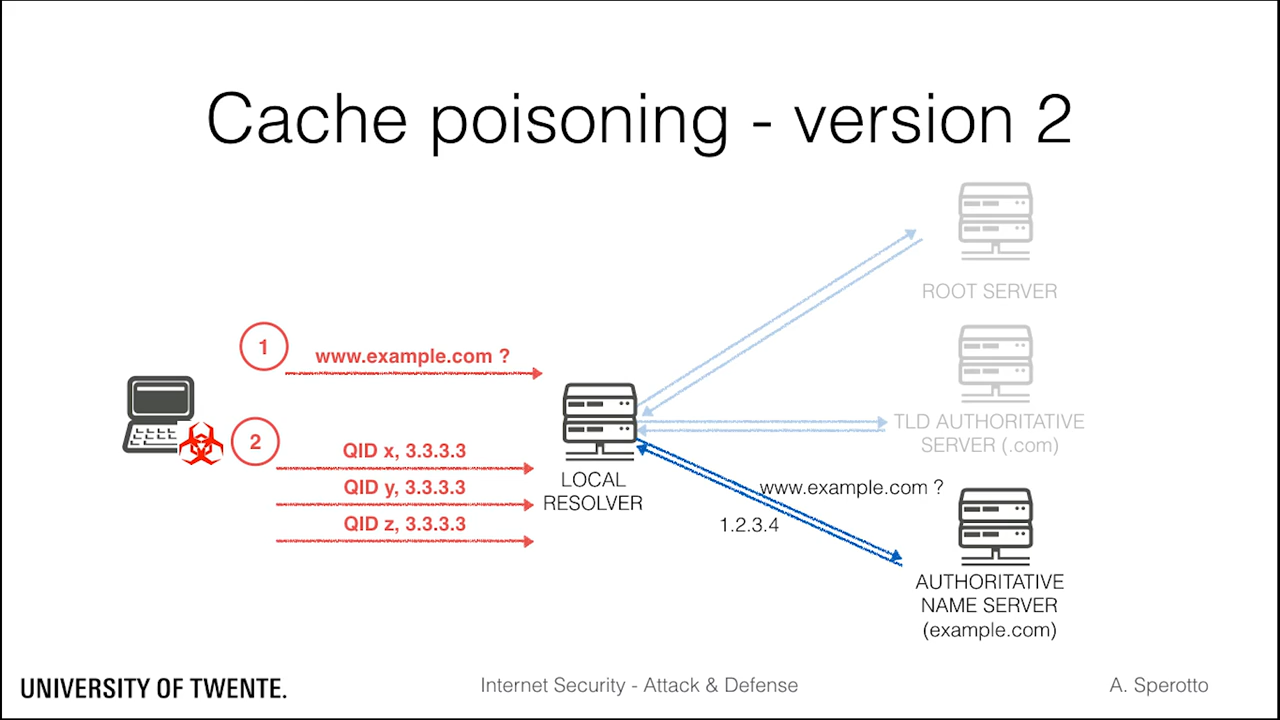 Cache poisoning - version 2
ROOT SERVER
1
www.example.com ?
TLD AUTHORITATIVE
SERVER (.com)
2
QID x, 3.3.3.3
QID y, 3.3.3.3
QID z, 3.3.3.3
LOCAL
RESOLVER
www.example.com ?
1.2.3.4
AUTHORITATIVE
NAME SERVER
(example.com)
UNIVERSITY OF TWENTE.
Internet Security - Attack & Defense
A. Sperotto